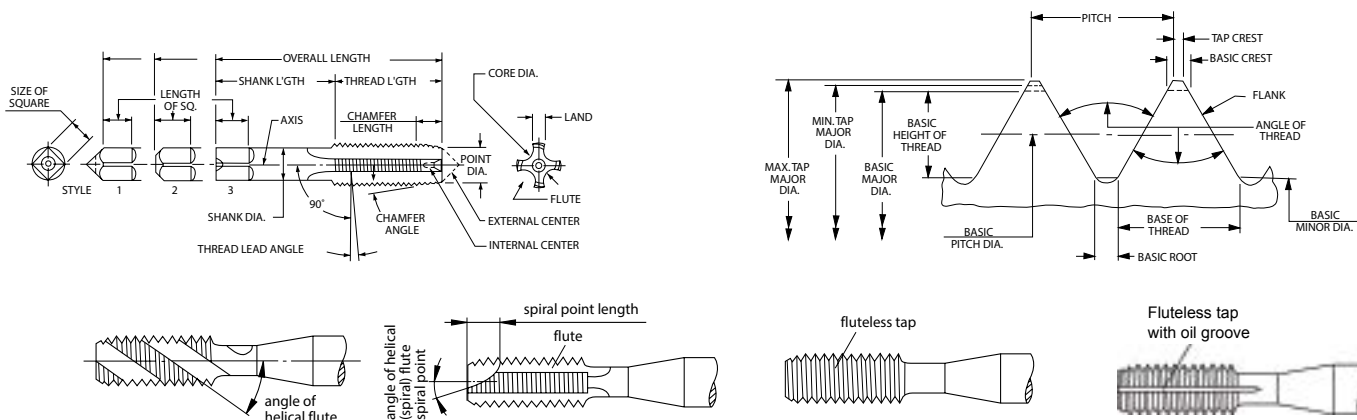 OVERALL LENGTH
SHANK L'GTH
THREAD L'GTH
CORE DIA.
SIZE OF
SQUARE
LENGTH
OF SQ.
AXIS
CHAMFER
LENGTH
LAND
POINT
DIA.
STYLE
1
2
3
FLUTE
SHANK DIA.
90°
CHAMFER
ANGLE
EXTERNAL CENTER
INTERNAL CENTER
THREAD LEAD ANGLE
PITCH
TAP CREST
BASIC CREST
FLANK
ANGLE OF
THREAD
MIN. TAP
MAJOR
DIA.
BASIC
HEIGHT OF
THREAD
MAX. TAP
MAJOR
DIA.
BASIC
MAJOR
DIA.
BASIC
PITCH DIA.
BASE OF
THREAD
BASIC
MINOR DIA.
BASIC ROOT
angle of
helical flute
angle of helical
(spiral) flute
spiral point
spiral point length
flute
fluteless tap
Fluteless tap
with oil groove